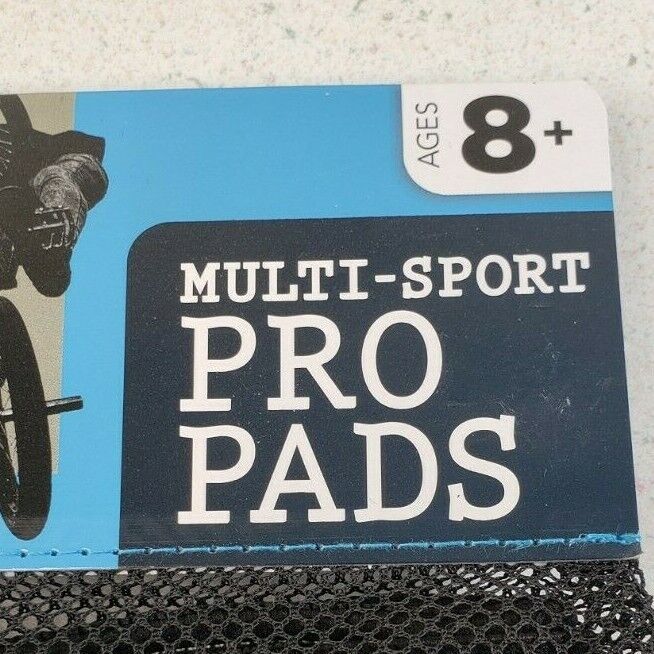 AGES 8+
MULTI-SPORT
PRO
PADS